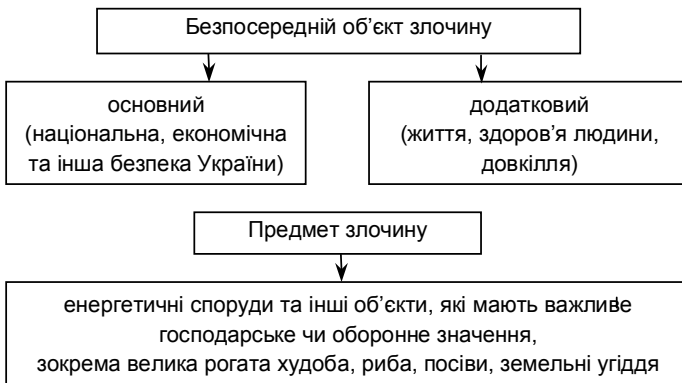 Безпосередній об’єкт злочину
основний
(національна, економічна
та інша безпека України)
додатковий
(життя, здоров’я людини,
довкілля)
Предмет злочину
енергетичні споруди та інші об’єкти, які мають важливе
господарське чи оборонне значення,
зокрема велика рогата худоба, риба, посіви, земельні угіддя